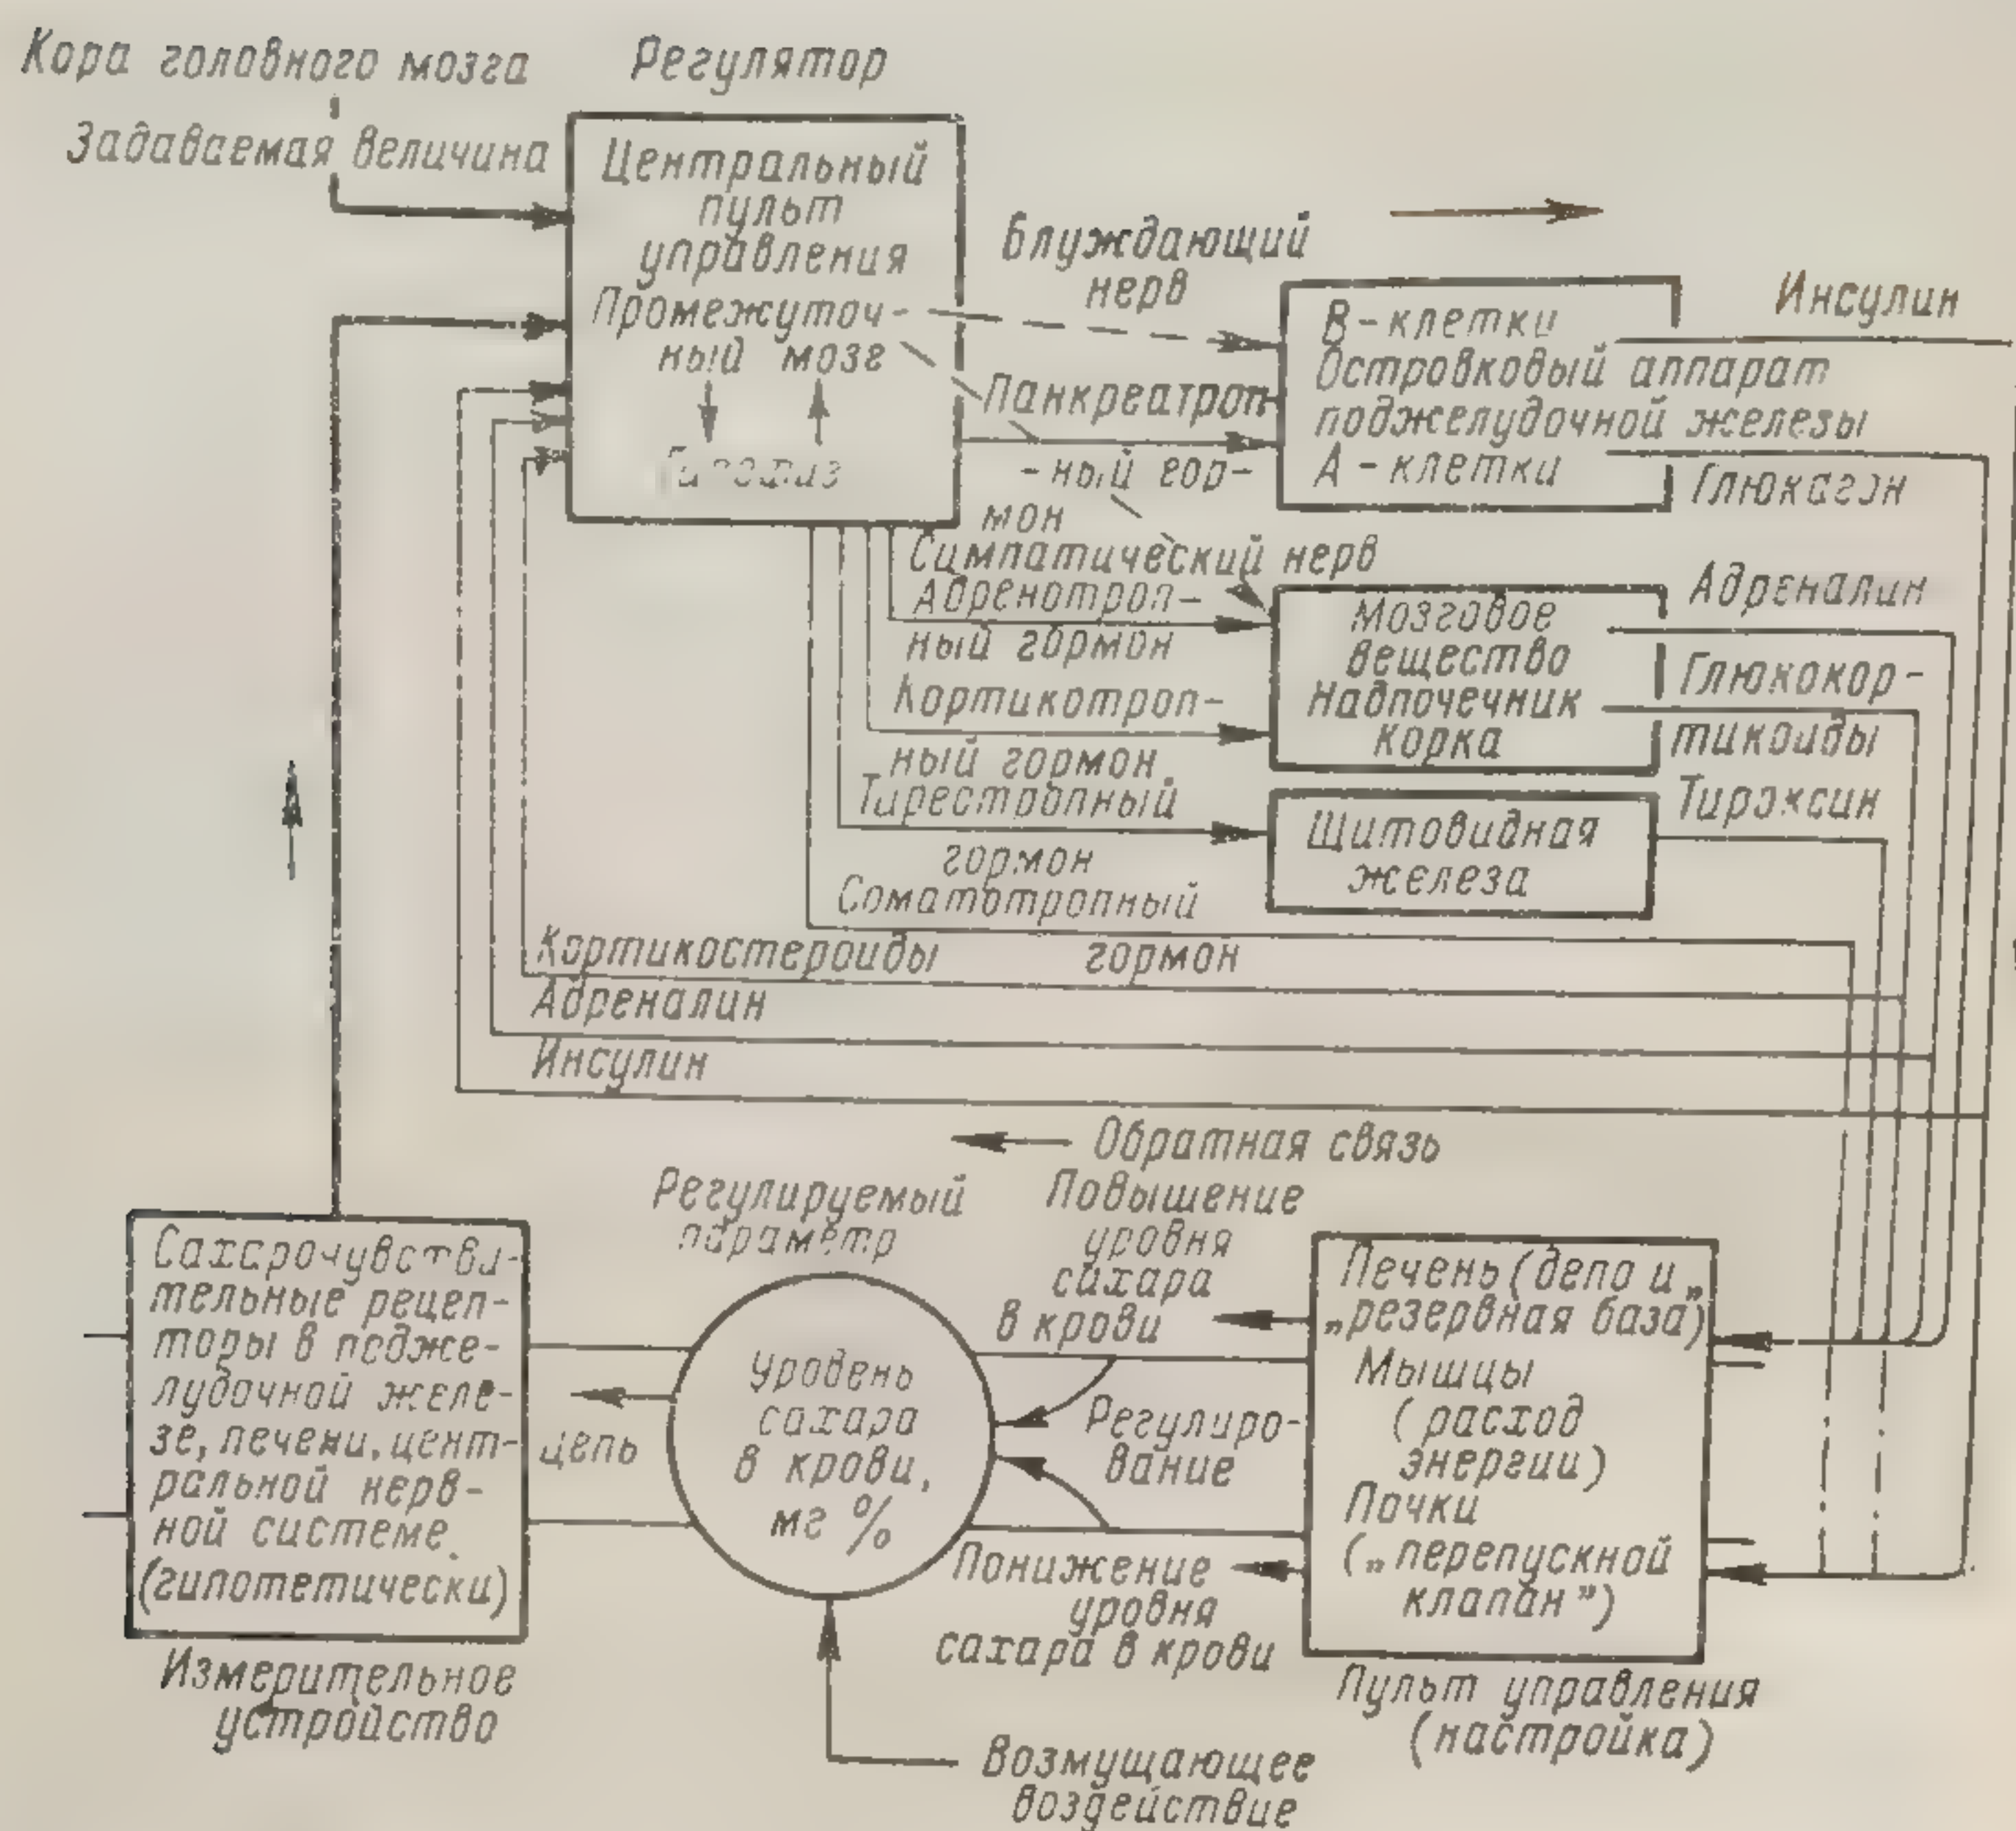 Кора головного мозга
Регулятор
Задаваемая величина
Центральный
пульт
управления
Промежуточ-
ный мозг
Гипофиз
Блуждающий
нерв
Панкреатроп
-ный гор-
мон
Симпатический нерв
Адренотроп-
ный гормон
Кортикотроп-
ный гормон.
Тиреотропный
гормон
Соматотропный
гормон
В-клетки
Островковый аппарат
поджелудочной железы
А-клетки
Инсулин
Глюкагон
Мозговое
вещество
Надпочечник
корка
Адреналин
Глюкокор-
тикоиды
Щитовидная
железа
Тироксин
Кортикостероиды
Адреналин
Инсулин
Обратная связь
Регулируемый
параметр
Повышение
уровня
сахара
в крови
Сахарочувстви-
тельные рецеп-
торы в подже-
лудочной желе-
зе, печени, цент-
ральной нерв-
ной системе.
(гипотетически)
цепь
уровень
сахара
в крови,
мг %
Регулиро-
вание
Печень (депо и „
„резервная база)
Мышцы
(расход
энергии)
Почки
(„перепускной
клапан”)
Понижение
уровня
сахара в крови
Измерительное
устройство
Пульт управления
(настройка)
Возмущающее
воздействие